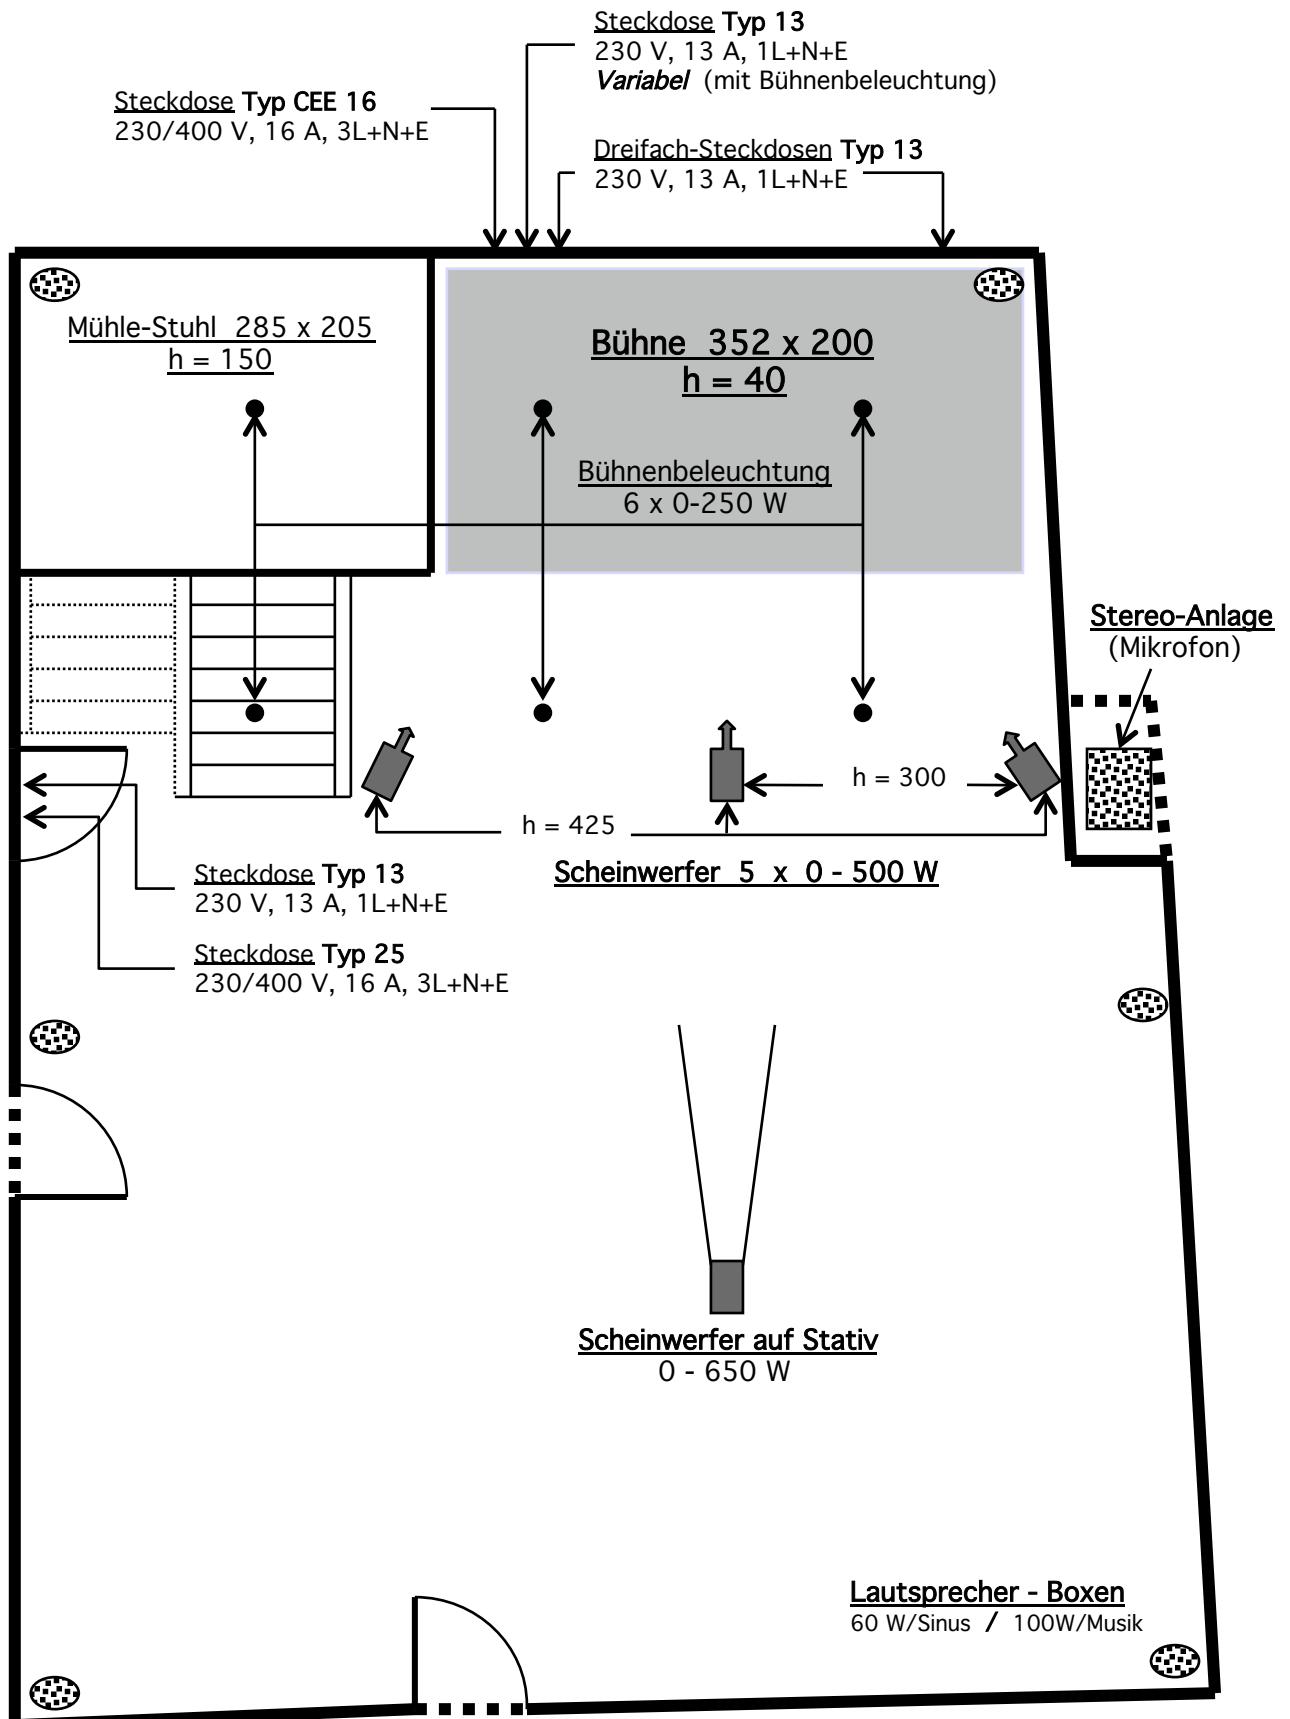 Steckdose Typ 13
230 V, 13 A, 1L+N+E
Variabel (mit Bühnenbeleuchtung)
Steckdose Typ CEE 16
230/400 V, 16 A, 3L+N+E
Dreifach-Steckdosen Typ 13
230 V, 13 A, 1L+N+E
Mühle-Stuhl 285 x 205
h = 150
Bühne 352 x 200
h = 40
Bühnenbeleuchtung
6 x 0-250 W
Stereo-Anlage
(Mikrofon)
h = 300
h = 425
Scheinwerfer 5 x 0 - 500 W
Steckdose Typ 13
230 V, 13 A, 1L+N+E
Steckdose Typ 25
230/400 V, 16 A, 3L+N+E
Scheinwerfer auf Stativ
0 - 650 W
Lautsprecher - Boxen
60 W/Sinus / 100W/Musik